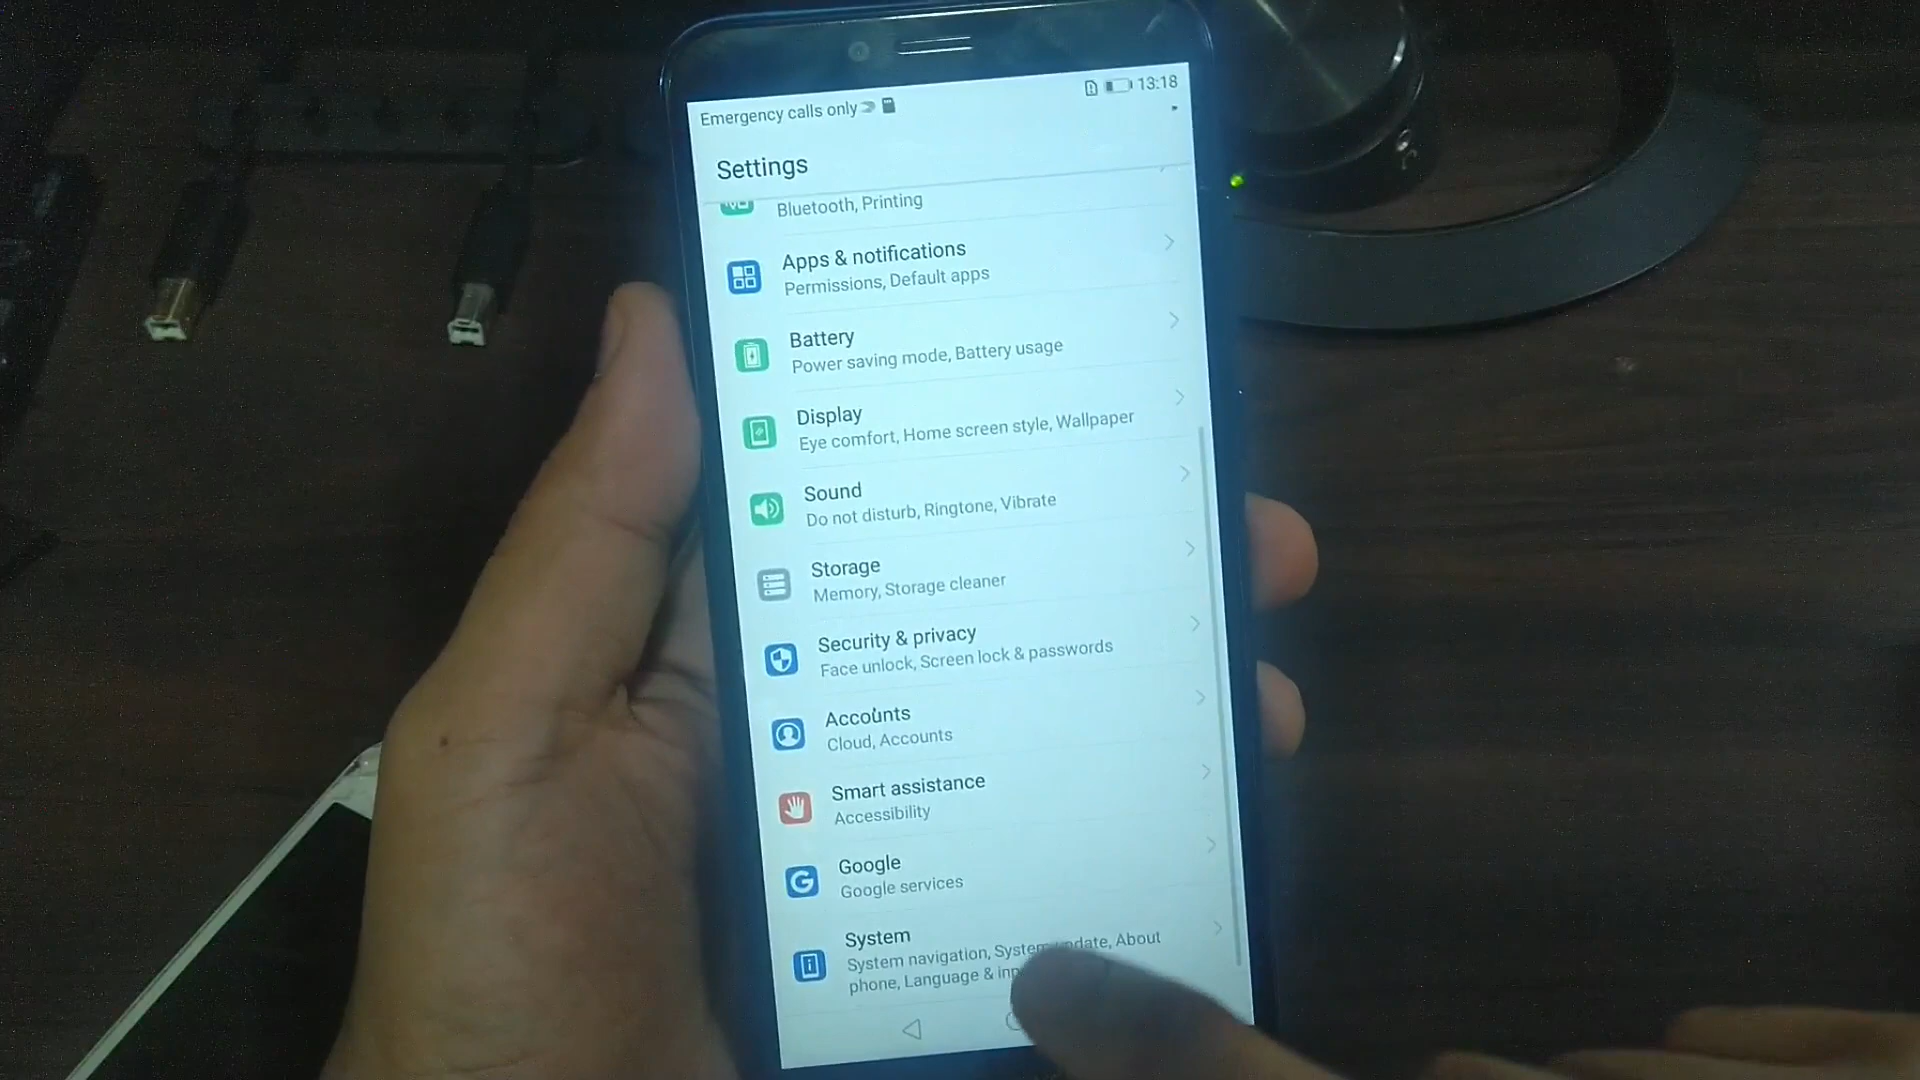 Emergency calls only
13:18
Settings
Bluetooth, Printing
Apps & notifications
Permissions, Default apps
Battery
Power saving mode, Battery usage
Display
Eye comfort, Home screen style, Wallpaper
Sound
Do not disturb, Ringtone, Vibrate
Storage
Memory, Storage cleaner
Security & privacy
Face unlock, Screen lock & passwords
Accounts
Cloud, Accounts
Smart assistance
Accessibility
Google
Google services
System
System navigation, System update, About
phone, Language &